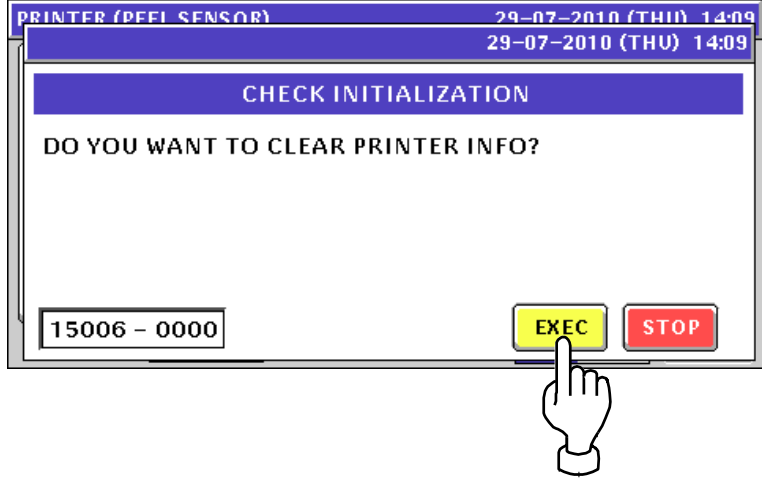 PRINTER (PEEL SENSOR) 29-07-2010 (THU) 14:09
29-07-2010 (THU) 14:09
CHECK INITIALIZATION
DO YOU WANT TO CLEAR PRINTER INFO?
15006 - 0000 EXEC STOP